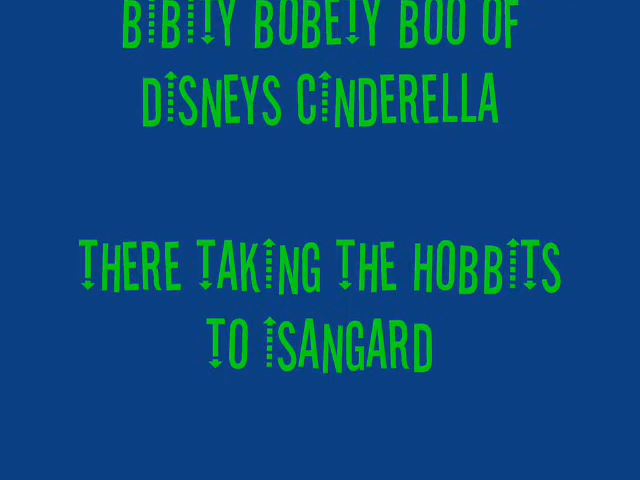 BIBITY BOBETY BOO OF
DISNEYS CINDERELLA
THERE TAKING THE HOBBITS
TO ISANGARD